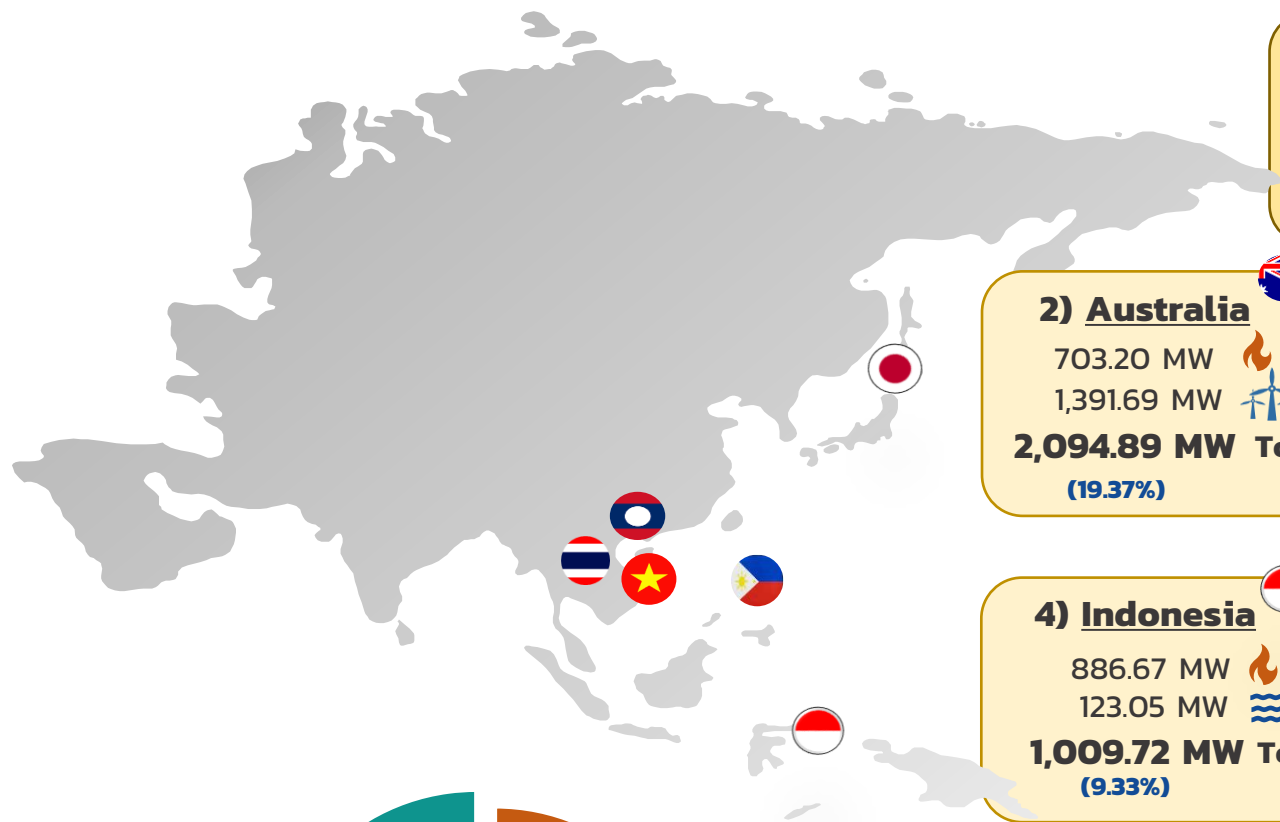 2) Australia
703.20 MW
1,391.69 MW
2,094.89 MW
(19.37%)
4) Indonesia
886.67 MW
123.05 MW
1,009.72 MW
(9.33%)